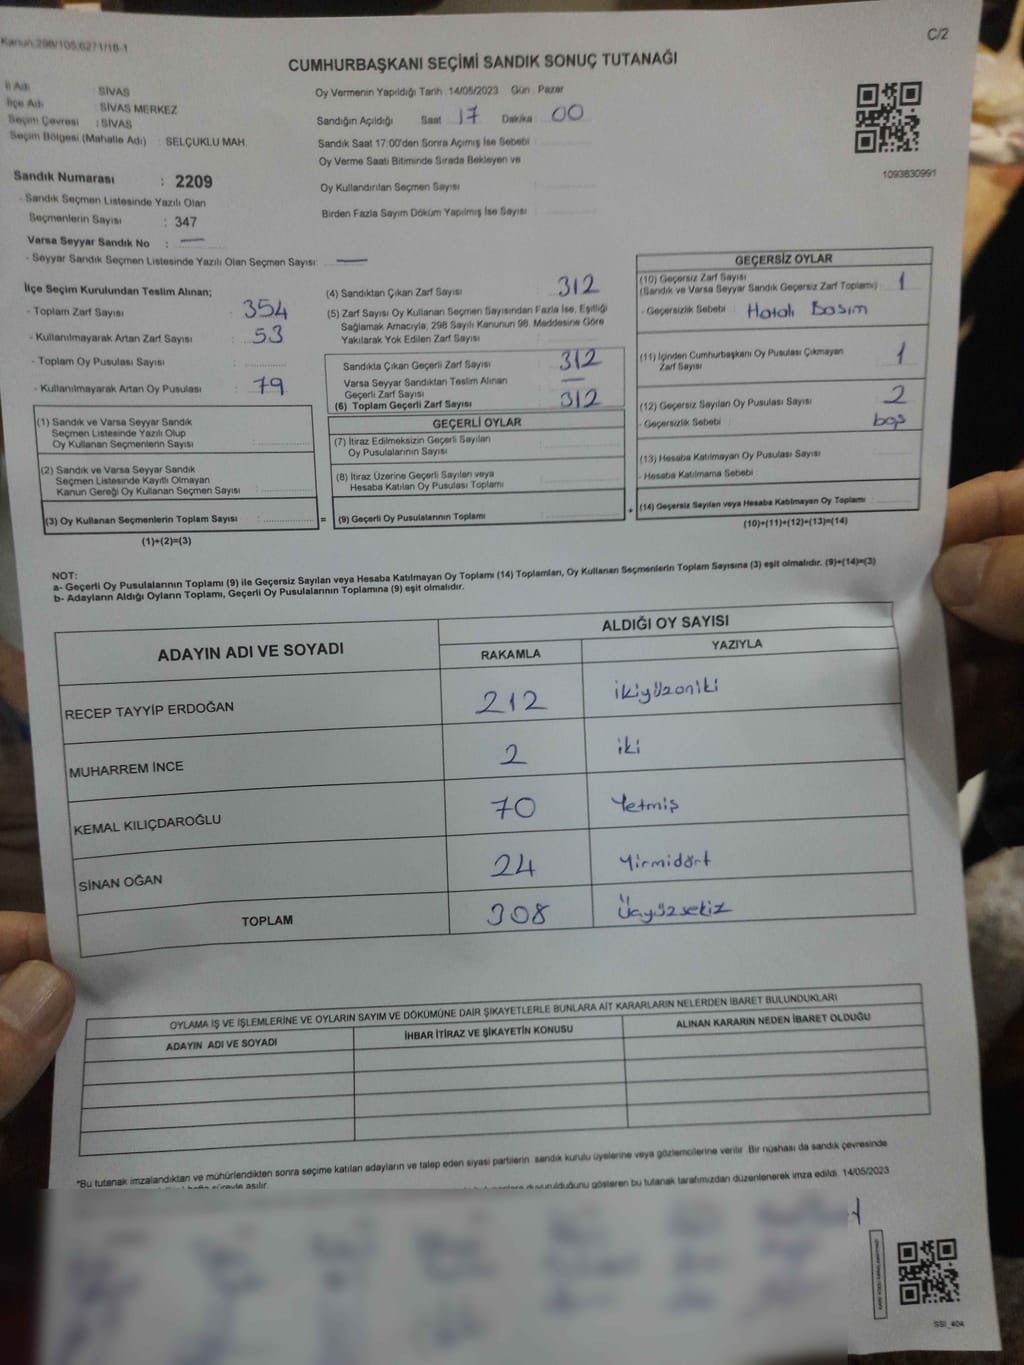 Kanun:298/105,6271/18-1
C/2
CUMHURBAŞKANI SEÇİMİ SANDIK SONUÇ TUTANAĞI
İl Adı SİVAS
İlçe Adı SİVAS MERKEZ
Seçim Çevresi : SİVAS
Seçim Bölgesi (Mahalle Adı) : SELÇUKLU MAH.
Oy Vermenin Yapıldığı Tarih : 14/05/2023 Gün : Pazar
Sandığın Açıldığı Saat 17 Dakika 00
Sandık Saat 17:00'den Sonra Açımış İse Sebebi :
Oy Verme Saati Bitiminde Sırada Bekleyen ve
Oy Kullandırılan Seçmen Sayısı :
Birden Fazla Sayım Döküm Yapılmış İse Sayısı :
1093830991
Sandık Numarası : 2209
- Sandık Seçmen Listesinde Yazılı Olan
Seçmenlerin Sayısı : 347
Varsa Seyyar Sandık No : —
- Seyyar Sandık Seçmen Listesinde Yazılı Olan Seçmen Sayısı: —
İlçe Seçim Kurulundan Teslim Alınan;
- Toplam Zarf Sayısı : 354
- Kullanılmayarak Artan Zarf Sayısı : 53
- Toplam Oy Pusulası Sayısı :
- Kullanılmayarak Artan Oy Pusulası : 79
(1) Sandık ve Varsa Seyyar Sandık
Seçmen Listesinde Yazılı Olup
Oy Kullanan Seçmenlerin Sayısı :
(2) Sandık ve Varsa Seyyar Sandık
Seçmen Listesinde Kayıtlı Olmayan
Kanun Gereği Oy Kullanan Seçmen Sayısı :
(3) Oy Kullanan Seçmenlerin Toplam Sayısı : =
(1)+(2)=(3)
(4) Sandıktan Çıkan Zarf Sayısı : 312
(5) Zarf Sayısı Oy Kullanan Seçmen Sayısından Fazla İse, Eşitliği
Sağlamak Amacıyla, 298 Sayılı Kanunun 98. Maddesine Göre
Yakılarak Yok Edilen Zarf Sayısı :
Sandıkta Çıkan Geçerli Zarf Sayısı : 312
Varsa Seyyar Sandıktan Teslim Alınan
Geçerli Zarf Sayısı : —
(6) Toplam Geçerli Zarf Sayısı : 312
GEÇERLİ OYLAR
(7) İtiraz Edilmeksizin Geçerli Sayılan
Oy Pusulalarının Sayısı :
(8) İtiraz Üzerine Geçerli Sayılan veya
Hesaba Katılan Oy Pusulası Toplamı :
(9) Geçerli Oy Pusulalarının Toplamı : +
GEÇERSİZ OYLAR
(10) Geçersiz Zarf Sayısı
(Sandık ve Varsa Seyyar Sandık Geçersiz Zarf Toplamı) : 1
- Geçersizlik Sebebi : Hatalı Basım
(11) İçinden Cumhurbaşkanı Oy Pusulası Çıkmayan
Zarf Sayısı : 1
(12) Geçersiz Sayılan Oy Pusulası Sayısı : 2
- Geçersizlik Sebebi : boş
(13) Hesaba Katılmayan Oy Pusulası Sayısı :
- Hesaba Katılmama Sebebi :
(14) Geçersiz Sayılan veya Hesaba Katılmayan Oy Toplamı :
(10)+(11)+(12)+(13)=(14)
NOT:
a- Geçerli Oy Pusulalarının Toplamı (9) ile Geçersiz Sayılan veya Hesaba Katılmayan Oy Toplamı (14) Toplamları, Oy Kullanan Seçmenlerin Toplam Sayısına (3) eşit olmalıdır. (9)+(14)=(3)
b- Adayların Aldığı Oyların Toplamı, Geçerli Oy Pusulalarının Toplamına (9) eşit olmalıdır.
ADAYIN ADI VE SOYADI
ALDIĞI OY SAYISI
RAKAMLA YAZIYLA
RECEP TAYYİP ERDOĞAN 212 ikiyüzoniki
MUHARREM İNCE 2 iki
KEMAL KILIÇDAROĞLU 70 Yetmiş
SİNAN OĞAN 24 Yirmidört
TOPLAM 308 Üçyüzsekiz
OYLAMA İŞ VE İŞLEMLERİNE VE OYLARIN SAYIM VE DÖKÜMÜNE DAİR ŞİKAYETLERLE BUNLARA AİT KARARLARIN NELERDEN İBARET BULUNDUKLARI
ADAYIN ADI VE SOYADI İHBAR İTİRAZ VE ŞİKAYETİN KONUSU ALINAN KARARIN NEDEN İBARET OLDUĞU
*Bu tutanak imzalandıktan ve mühürlendikten sonra seçime katılan adayların ve talep eden siyasi partilerin sandık kurulu üyelerine veya gözlemcilerine verilir. Bir nüshası da sandık çevresinde
süreyle asılır. duyurulduğunu gösteren bu tutanak tarafımızdan düzenlenerek imza edildi. 14/05/2023
SSI_404